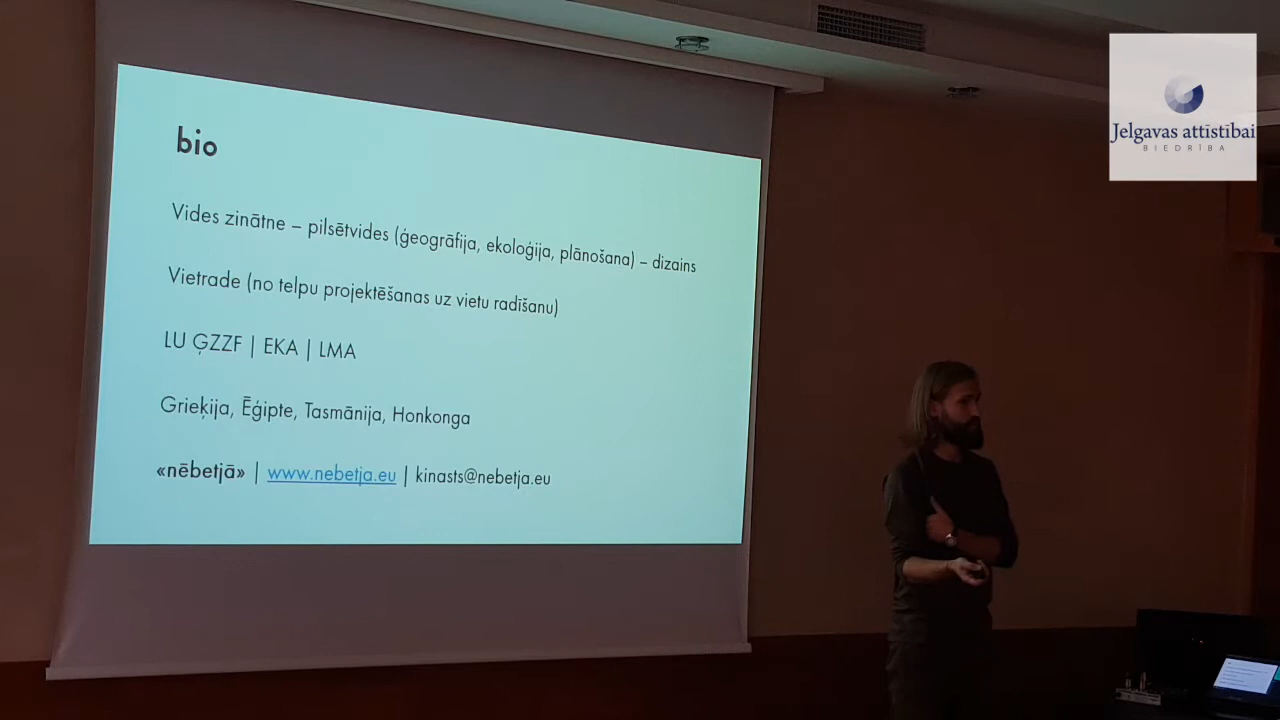 bio
Vides zinātne – pilsētvides (ģeogrāfija, ekoloģija, plānošana) – dizains
Vietrade (no telpu projektēšanas uz vietu radīšanu)
LU ĢZZF | EKA | LMA
Grieķija, Ēģipte, Tasmānija, Honkonga
«nēbetjā» | www.nebetja.eu | kinasts@nebetja.eu
Jelgavas attīstībai
BIEDRĪBA